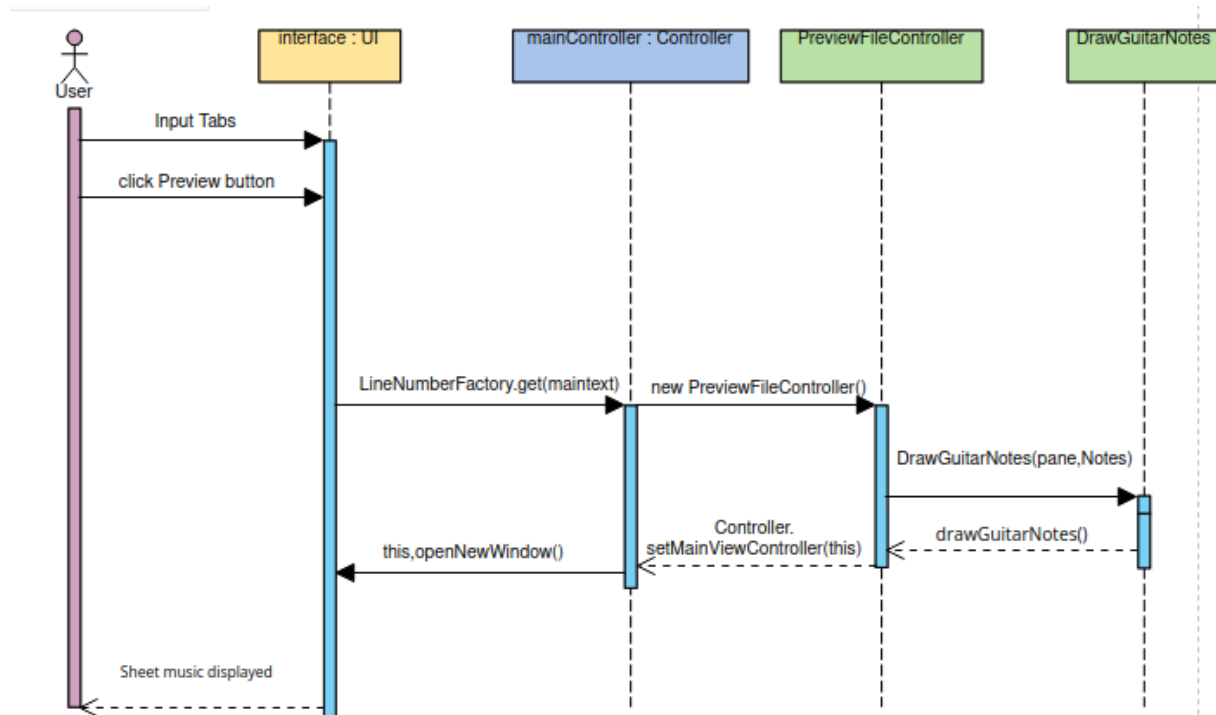 interface : UI
mainController : Controller
PreviewFileController
DrawGuitarNotes
User
Input Tabs
click Preview button
LineNumberFactory.get(maintext)
new PreviewFileController()
DrawGuitarNotes(pane,Notes)
drawGuitarNotes()
Controller.
setMainViewController(this)
this,openNewWindow()
Sheet music displayed